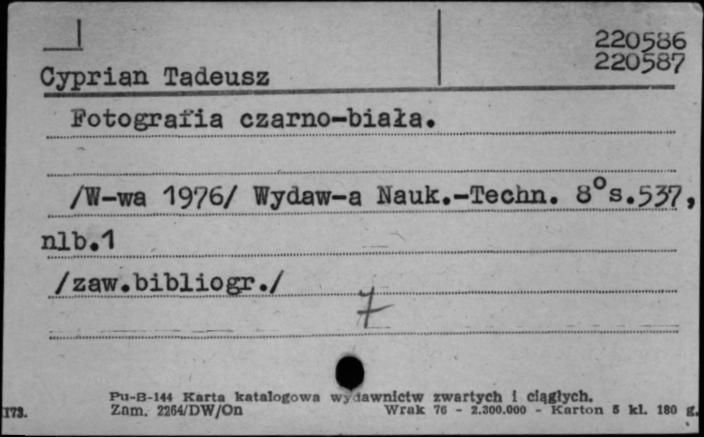 220586
220587
Cyprian Tadeusz
Fotografia czarno-biała.
/W-wa 1976/ Wydaw-a Nauk.-Techn. 8° s.537,
nlb.1
/zaw.bibliogr./
7
Pu-B-144 Karta katalogowa wydawnictw zwartych i ciągłych.
173. Zam. 2264/DW/On Wrak 76 - 2.300.000 - Karton 5 kl. 180 g.